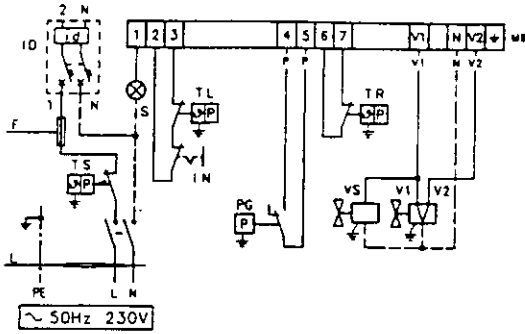 2 N
ID
Id
1 2 3 4 5 6 7 V1 N V2
P P V1 N V2
1 N
S
F
TL
P
TR
P
IN
TS
P
PG
P
VS V1 V2
L
PE L N
~ 50Hz 230V